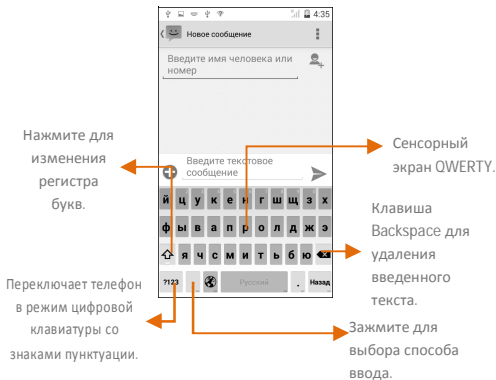 4:35
Новое сообщение
Введите имя человека или
номер
Нажмите для
изменения
регистра
букв.
Сенсорный
экран QWERTY.
Введите текстовое
сообщение
й ц у к е н г ш щ з х
ф ы в а п р о л д ж э
я ч с м и т ь б ю
?123 Русский . Назад
Клавиша
Backspace для
удаления
введенного
текста.
Переключает телефон
в режим цифровой
клавиатуры со
знаками пунктуации.
Зажмите для
выбора способа
ввода.